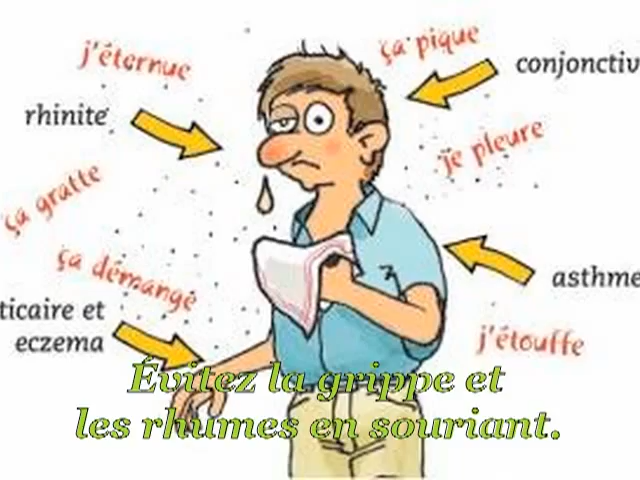 j'éternue
ça pique
conjonctiv
rhinite
je pleure
ça gratte
ça démange
asthme
ticaire et
eczema
j'étouffe
Évitez la grippe et
les rhumes en souriant.